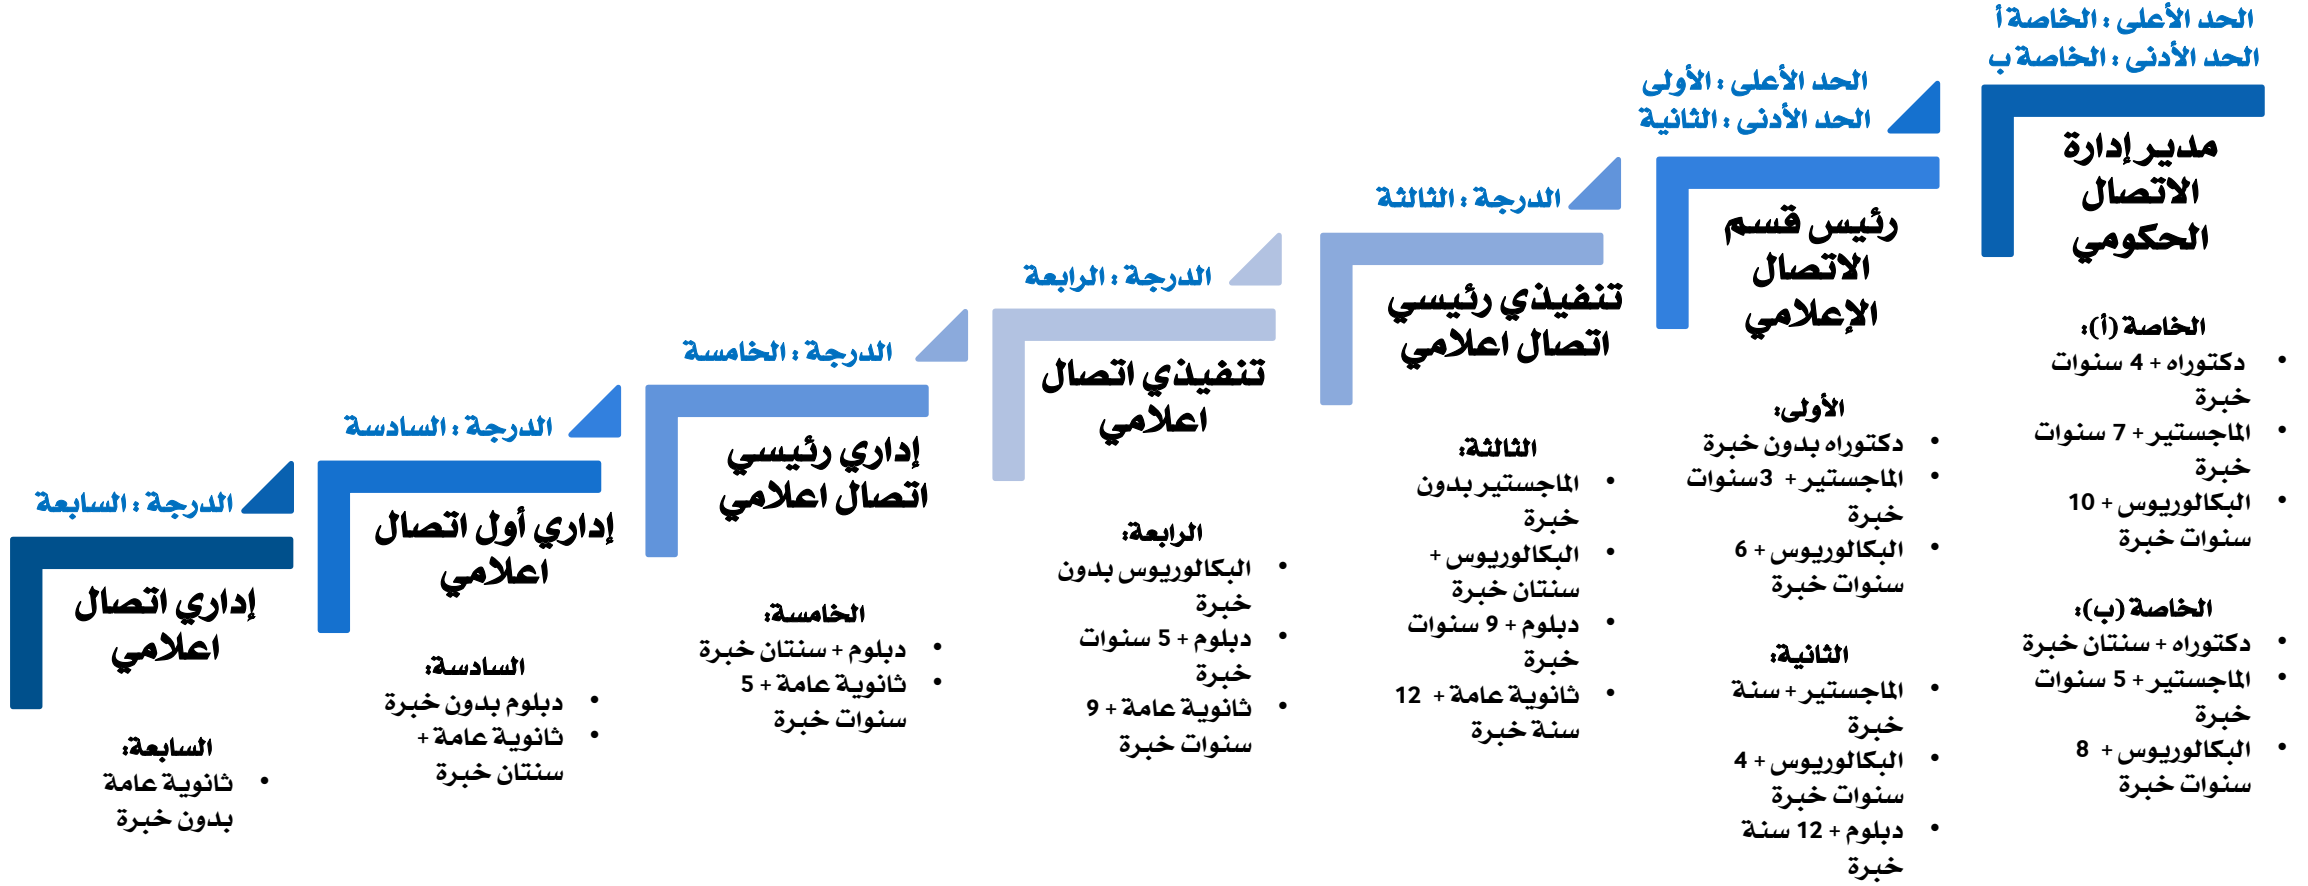 الحد الأعلى : الخاصة أ
الحد الأدنى : الخاصة ب
مدير إدارة
الاتصال
الحكومي
الخاصة (أ):
• دكتوراه + 4 سنوات
خبرة
• الماجستير + 7 سنوات
خبرة
• البكالوريوس + 10
سنوات خبرة
الخاصة (ب):
• دكتوراه + سنتان خبرة
• الماجستير + 5 سنوات
خبرة
• البكالوريوس + 8
سنوات خبرة
الحد الأعلى : الأولى
الحد الأدنى : الثانية
رئيس قسم
الاتصال
الإعلامي
الأولى:
• دكتوراه بدون خبرة
• الماجستير + 3سنوات
خبرة
• البكالوريوس + 6
سنوات خبرة
الثانية:
• الماجستير + سنة
خبرة
• البكالوريوس + 4
سنوات خبرة
• دبلوم + 12 سنة
خبرة
الدرجة : الثالثة
تنفيذي رئيسي
اتصال اعلامي
الثالثة:
• الماجستير بدون
خبرة
• البكالوريوس +
سنتان خبرة
• دبلوم + 9 سنوات
خبرة
• ثانوية عامة + 12
سنة خبرة
الدرجة : الرابعة
تنفيذي اتصال
اعلامي
الرابعة:
• البكالوريوس بدون
خبرة
• دبلوم + 5 سنوات
خبرة
• ثانوية عامة + 9
سنوات خبرة
الدرجة : الخامسة
إداري رئيسي
اتصال اعلامي
الخامسة:
• دبلوم + سنتان خبرة
• ثانوية عامة + 5
سنوات خبرة
الدرجة : السادسة
إداري أول اتصال
اعلامي
السادسة:
• دبلوم بدون خبرة
• ثانوية عامة +
سنتان خبرة
الدرجة : السابعة
إداري اتصال
اعلامي
السابعة:
• ثانوية عامة
بدون خبرة